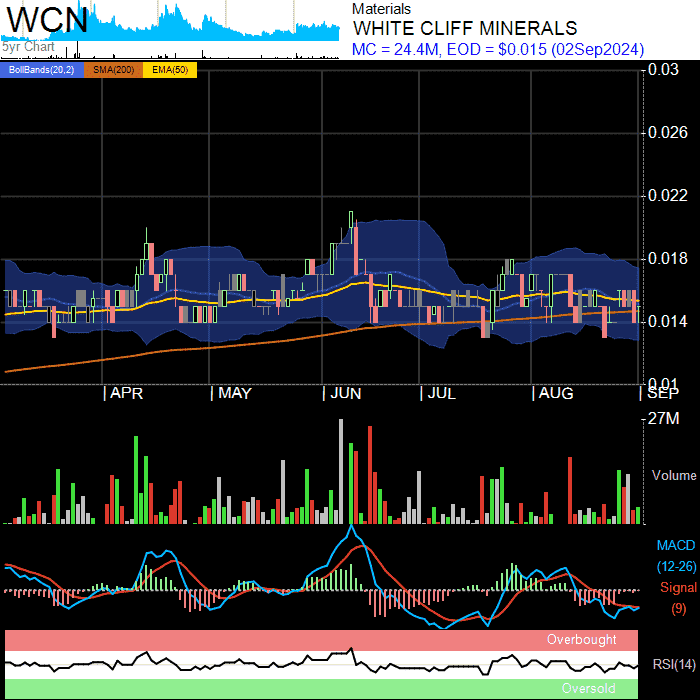 WCN
5yr Chart
Materials
WHITE CLIFF MINERALS
MC = 24.4M, EOD = $0.015 (02Sep2024)
BollBands(20,2) SMA(200) EMA(50)
0.03
0.026
0.022
0.018
0.014
0.01
APR MAY JUN JUL AUG SEP
27M
Volume
MACD
(12-26)
Signal
(9)
Overbought
RSI(14)
Oversold